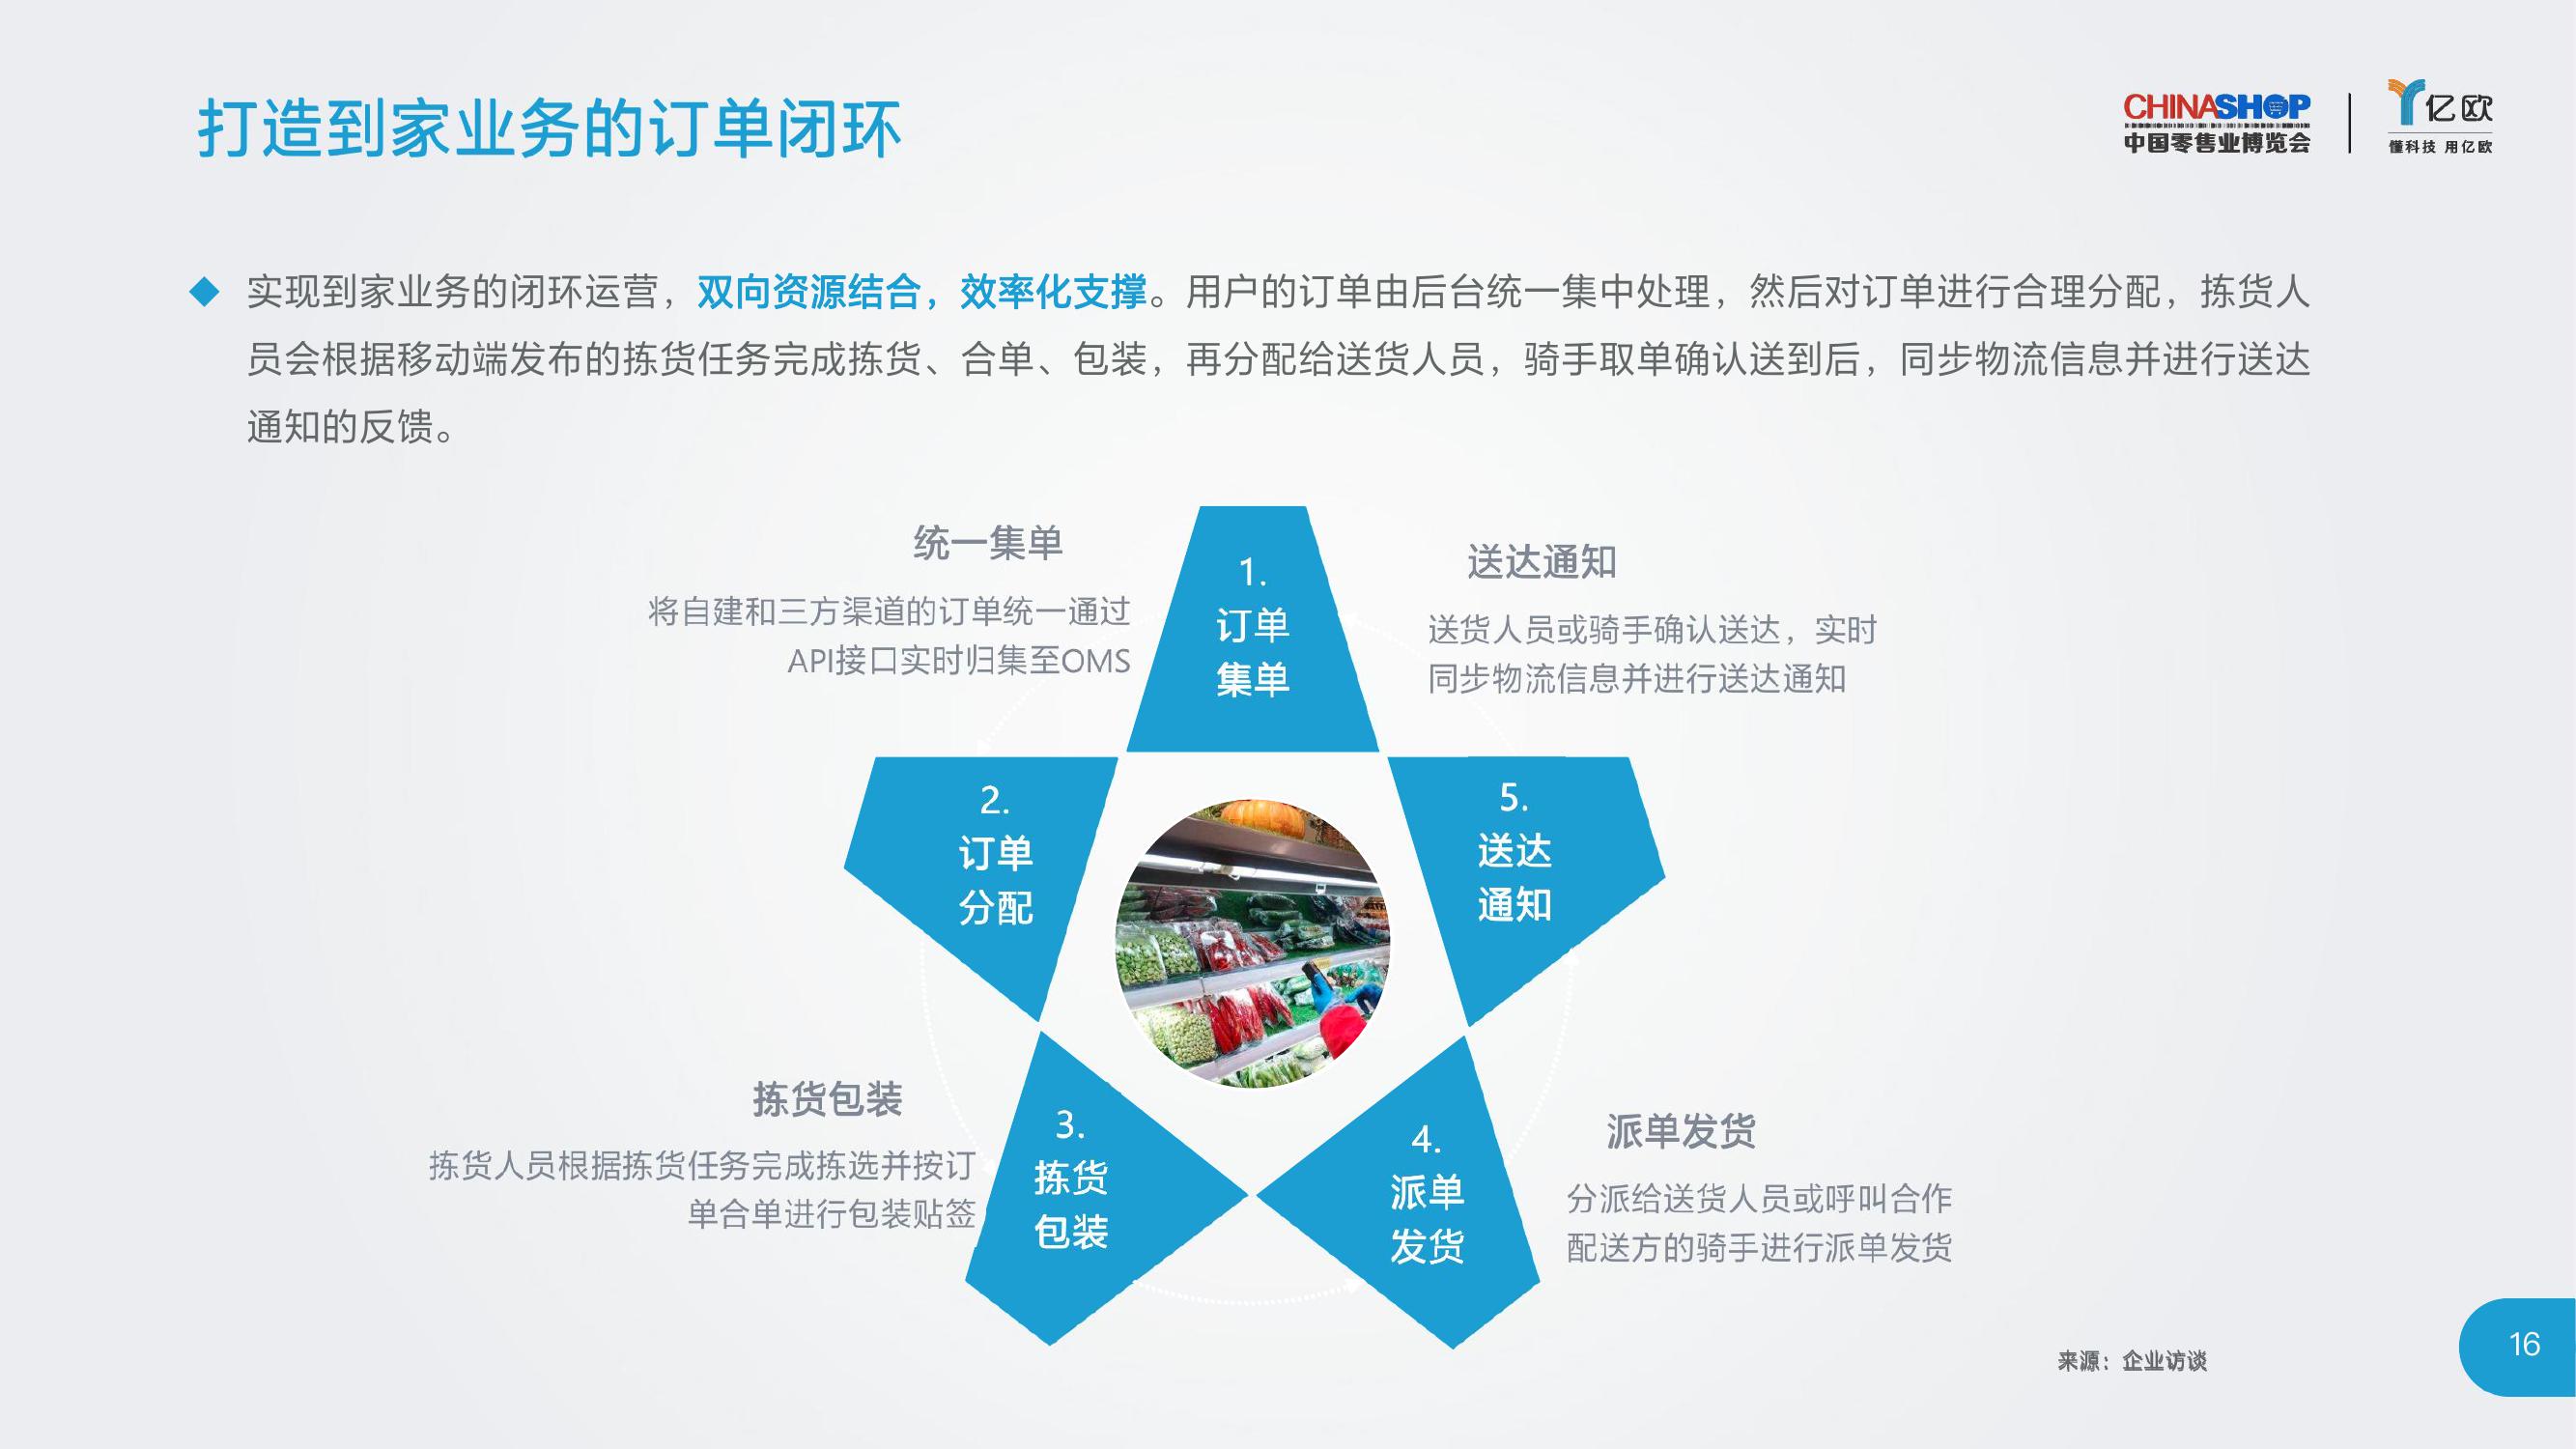 打造到家业务的订单闭环
CHINASHOP
中国零售业博览会
亿欧
懂科技 用亿欧
实现到家业务的闭环运营，双向资源结合，效率化支撑。用户的订单由后台统一集中处理，然后对订单进行合理分配，拣货人
员会根据移动端发布的拣货任务完成拣货、合单、包装，再分配给送货人员，骑手取单确认送到后，同步物流信息并进行送达
通知的反馈。
统一集单
将自建和三方渠道的订单统一通过
API接口实时归集至OMS
1.
订单
集单
送达通知
送货人员或骑手确认送达，实时
同步物流信息并进行送达通知
2.
订单
分配
5.
送达
通知
拣货包装
拣货人员根据拣货任务完成拣选并按订
单合单进行包装贴签
3.
拣货
包装
4.
派单
发货
派单发货
分派给送货人员或呼叫合作
配送方的骑手进行派单发货
来源：企业访谈
16